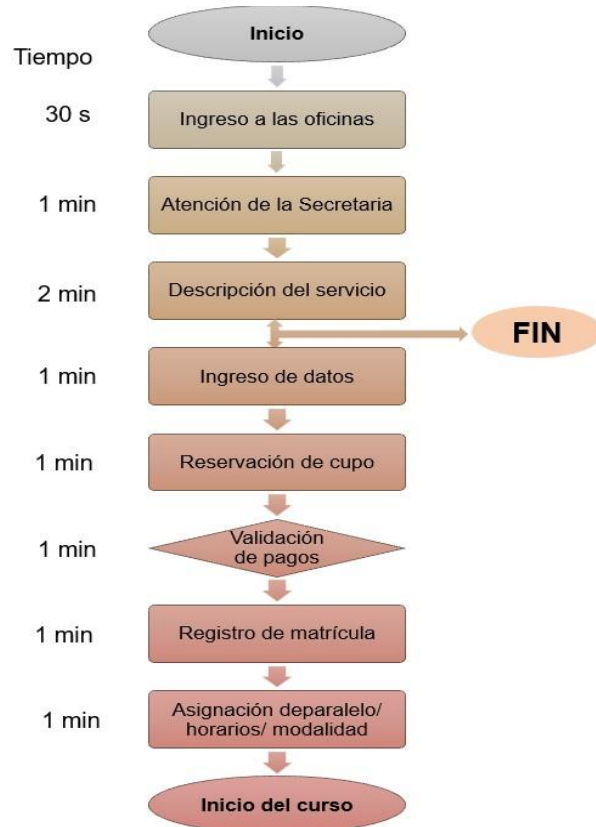 Inicio
Tiempo
30 s
Ingreso a las oficinas
1 min
Atención de la Secretaria
2 min
Descripción del servicio
FIN
1 min
Ingreso de datos
1 min
Reservación de cupo
1 min
Validación
de pagos
1 min
Registro de matrícula
1 min
Asignación deparalelo/
horarios/ modalidad
Inicio del curso